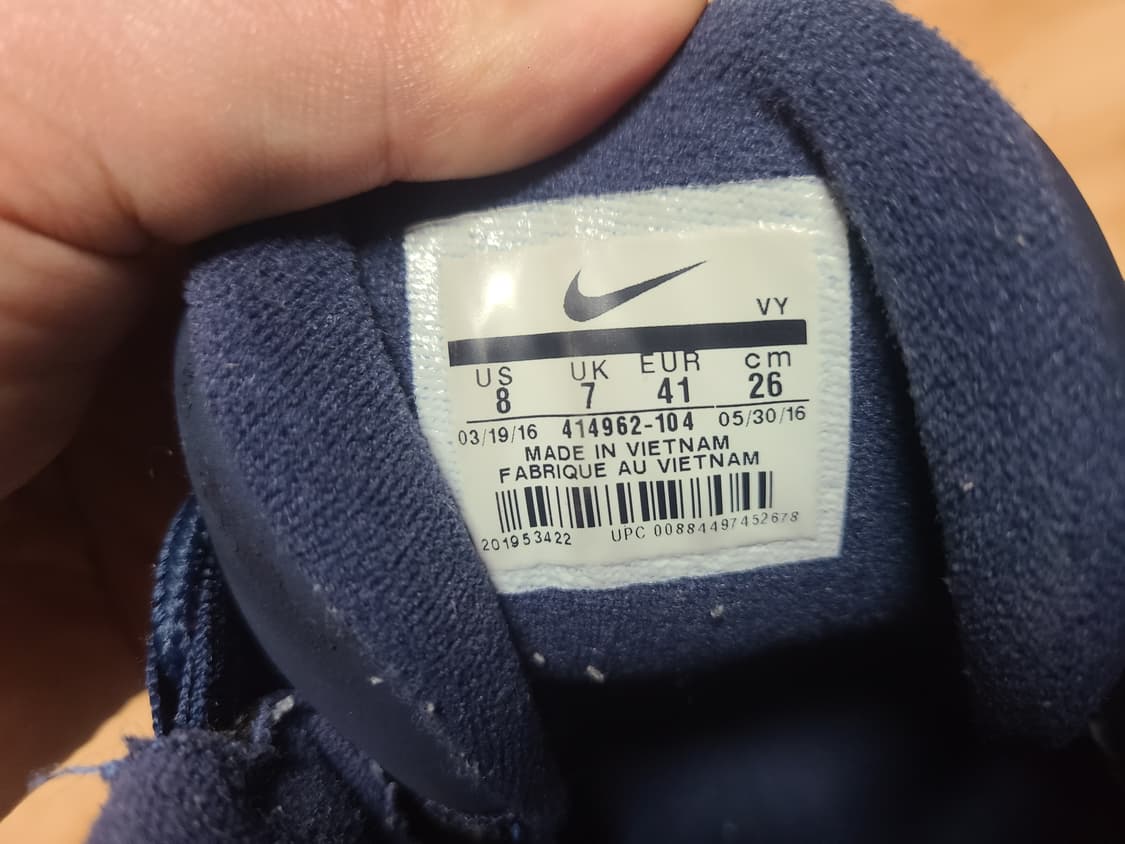 VY
US UK EUR cm
8 7 41 26
03/19/16 414962-104 05/30/16
MADE IN VIETNAM
FABRIQUE AU VIETNAM
201953422 UPC 00884497452678